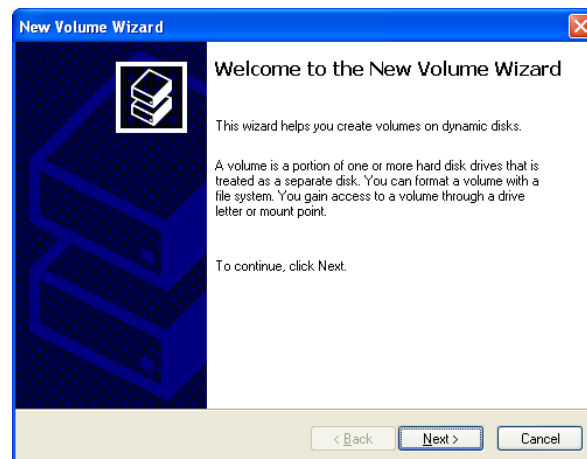 New Volume Wizard
Welcome to the New Volume Wizard
This wizard helps you create volumes on dynamic disks.
A volume is a portion of one or more hard disk drives that is
treated as a separate disk. You can format a volume with a
file system. You gain access to a volume through a drive
letter or mount point.
To continue, click Next.
< Back
Next >
Cancel